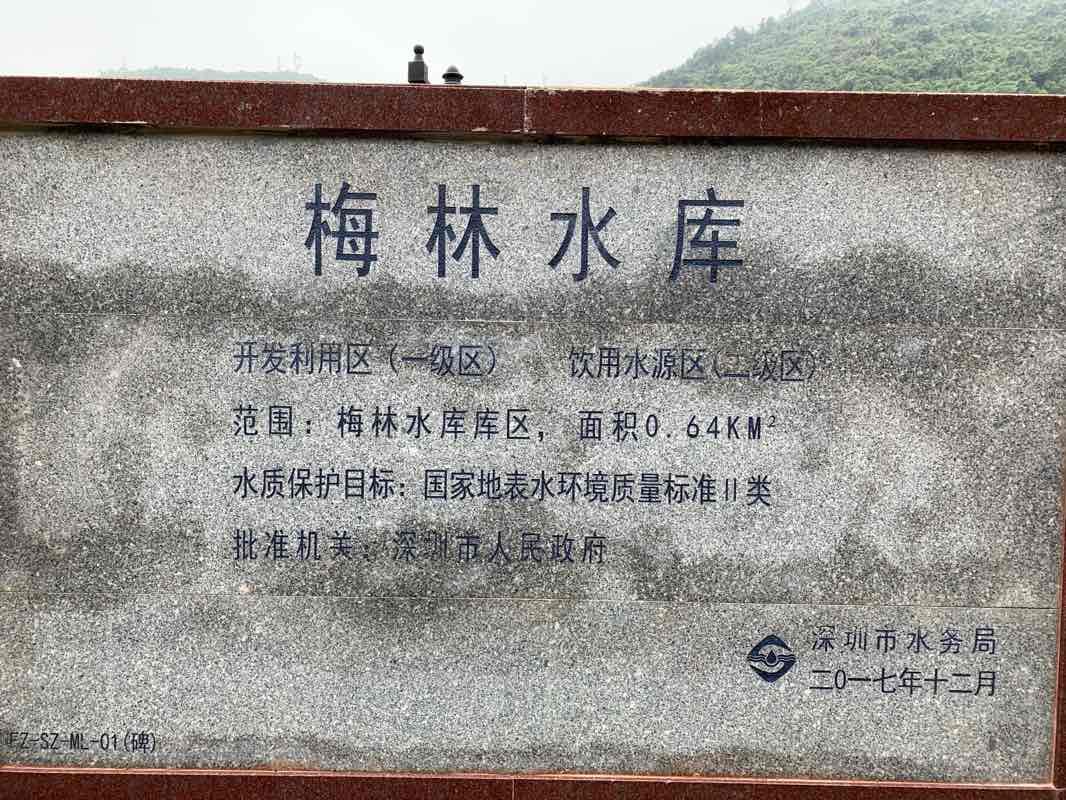 梅林水库
开发利用区(一级区) 饮用水源区(二级区)
范围：梅林水库库区，面积0.64KM²
水质保护目标：国家地表水环境质量标准Ⅱ类
批准机关：深圳市人民政府
深圳市水务局
二0一七年十二月
FZ-SZ-ML-01(碑)